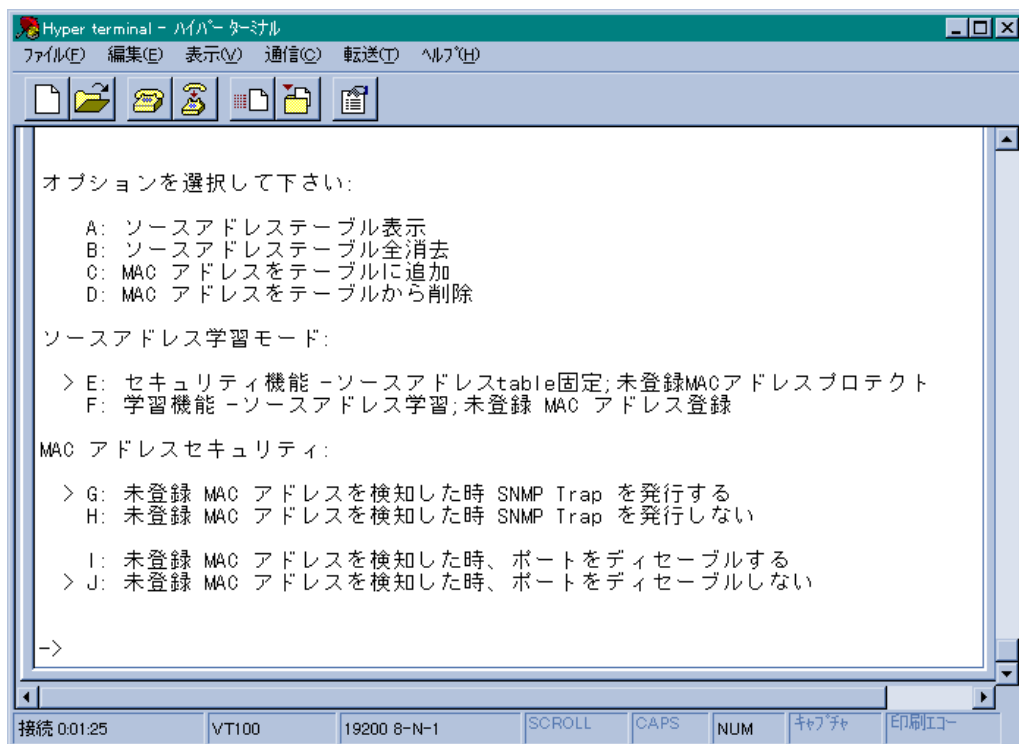 Hyper terminal - ハイパーターミナル
ファイル(F) 編集(E) 表示(V) 通信(C) 転送(T) ヘルプ(H)
オプションを選択して下さい:
A: ソースアドレステーブル表示
B: ソースアドレステーブル全消去
C: MAC アドレスをテーブルに追加
D: MAC アドレスをテーブルから削除
ソースアドレス学習モード:
> E: セキュリティ機能 -ソースアドレスtable固定;未登録MACアドレスプロテクト
F: 学習機能 -ソースアドレス学習;未登録 MAC アドレス登録
MAC アドレスセキュリティ:
> G: 未登録 MAC アドレスを検知した時 SNMP Trap を発行する
H: 未登録 MAC アドレスを検知した時 SNMP Trap を発行しない
I: 未登録 MAC アドレスを検知した時、ポートをディセーブルする
> J: 未登録 MAC アドレスを検知した時、ポートをディセーブルしない
->
接続 0:01:25 VT100 19200 8-N-1 SCROLL CAPS NUM キャプチャ 印刷エコー